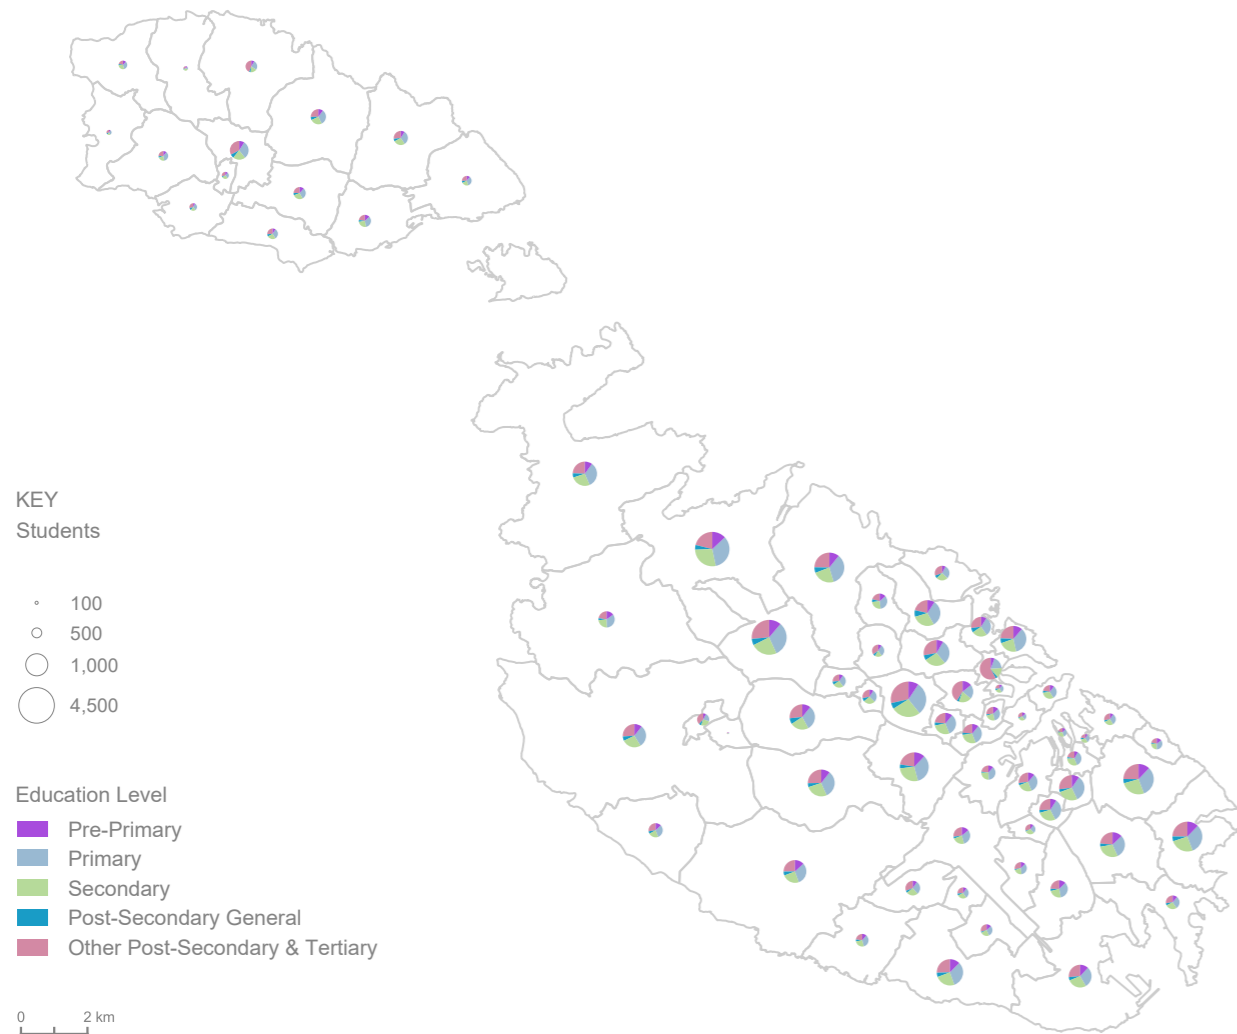 KEY
Students
100
500
1,000
4,500
Education Level
Pre-Primary
Primary
Secondary
Post-Secondary General
Other Post-Secondary & Tertiary
0 2 km